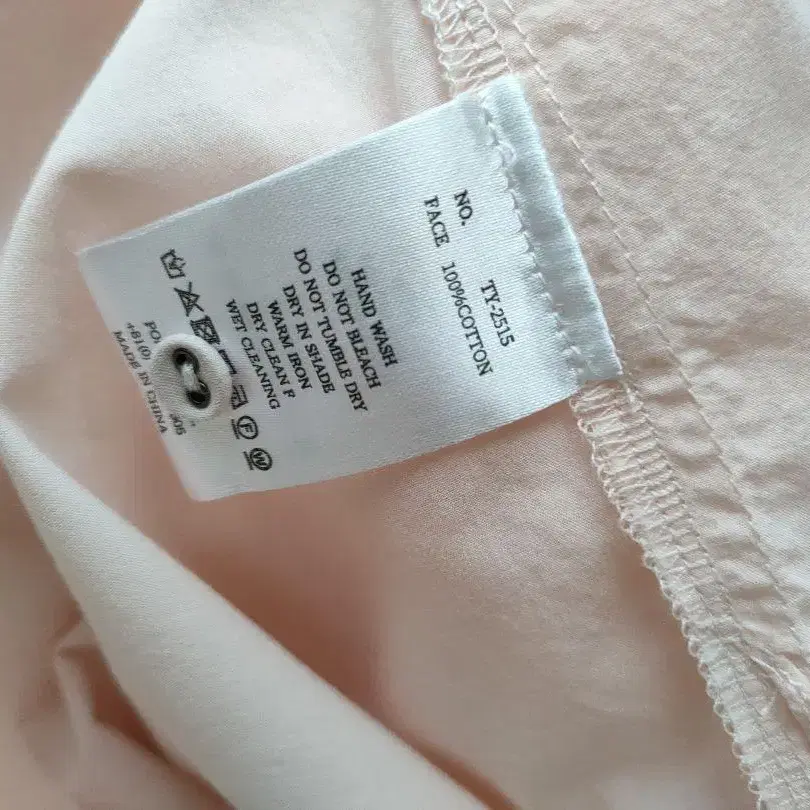 NO. TY-2515
FACE 100%COTTON
HAND WASH
DO NOT BLEACH
DO NOT TUMBLE DRY
DRY IN SHADE
WARM IRON
DRY CLEAN F
WET CLEANING
F W
MADE IN CHINA